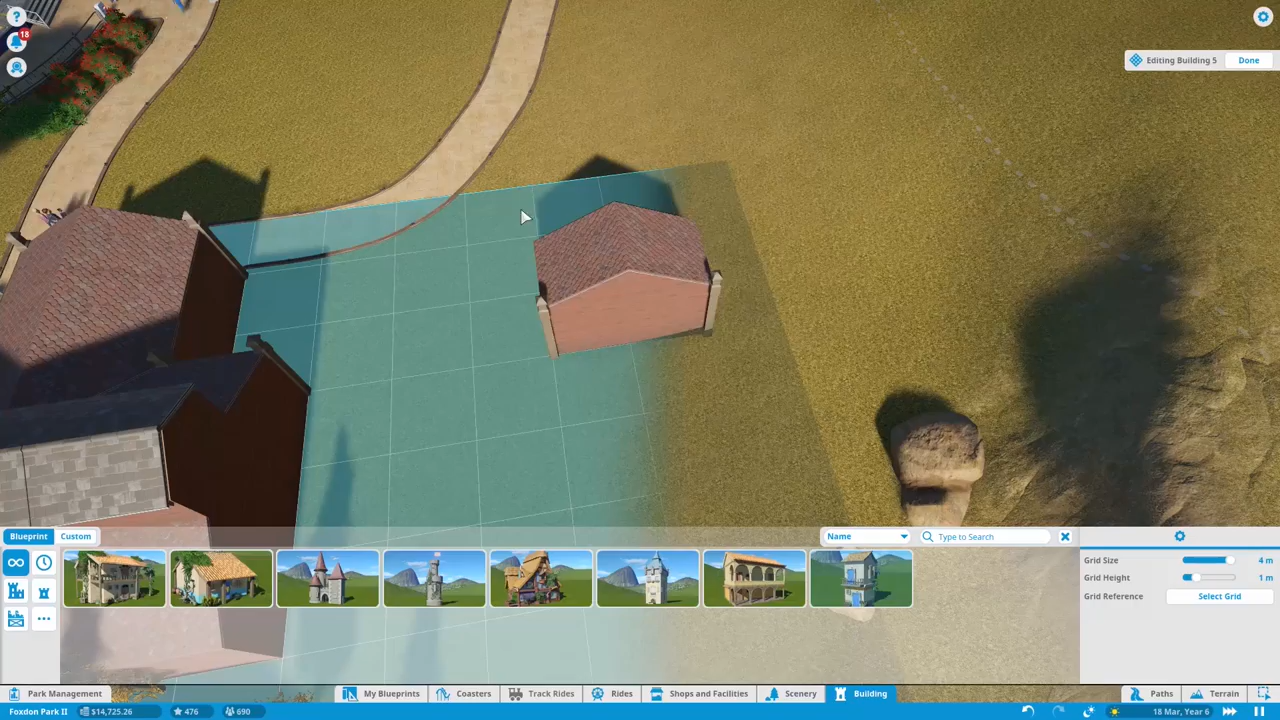 ?
18
Editing Building 5
Done
Blueprint
Custom
Name
Type to Search
Grid Size
4 m
Grid Height
1 m
Grid Reference
Select Grid
Park Management
My Blueprints
Coasters
Track Rides
Rides
Shops and Facilities
Scenery
Building
Paths
Terrain
Foxdon Park II
$14,725.26
476
690
18 Mar, Year 6